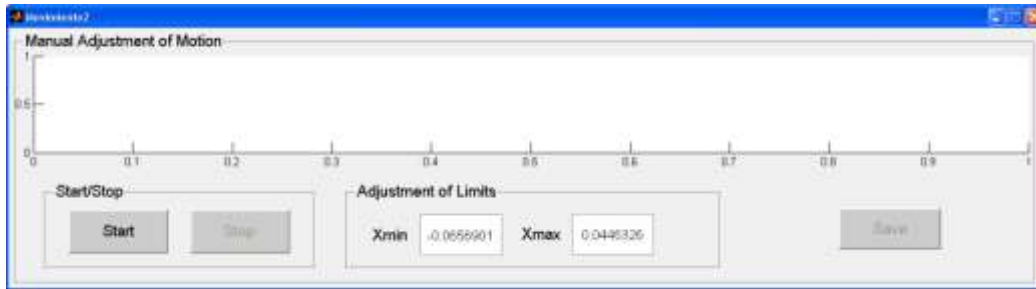 Movimiento2
Manual Adjustment of Motion
1
0.5
0
0 0.1 0.2 0.3 0.4 0.5 0.6 0.7 0.8 0.9 1
Start/Stop
Adjustment of Limits
Start Stop Xmin -0.0656901 Xmax 0.0446326 Save